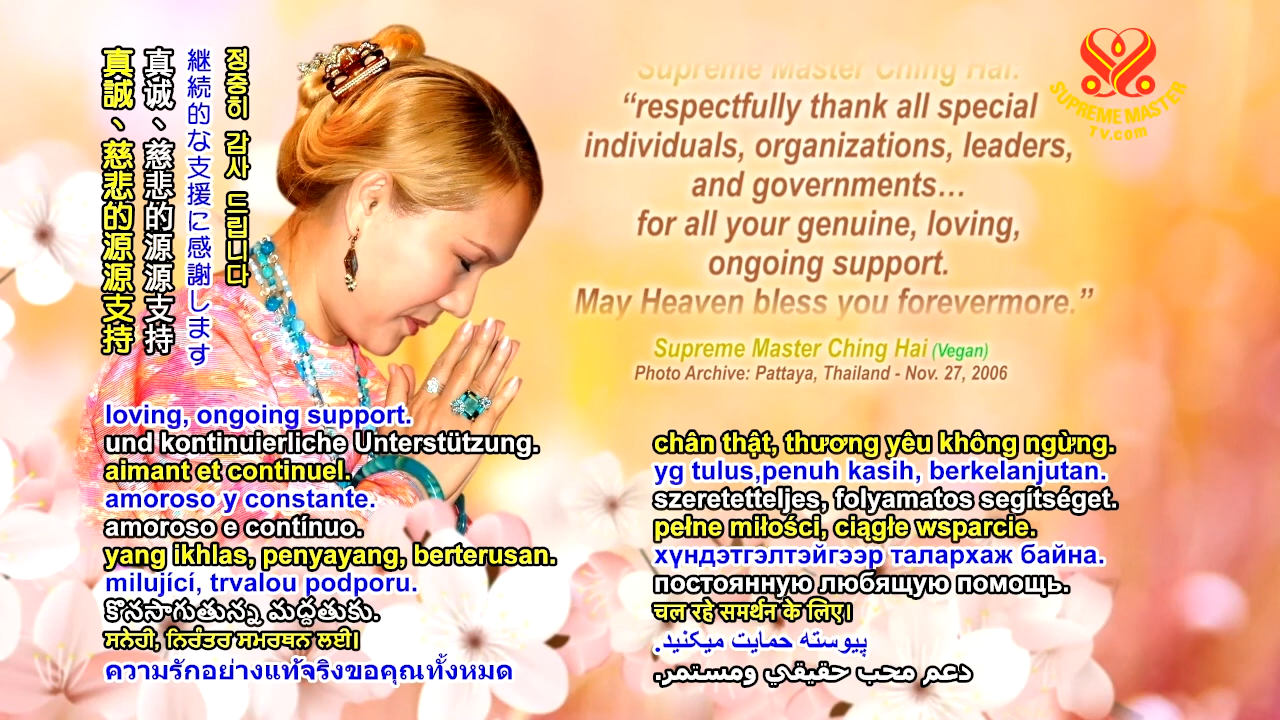 정중히 감사 드립니다
継続的な支援に感謝します
真诚、慈悲的源源支持
真誠、慈悲的源源支持
Supreme Master Ching Hai:
“respectfully thank all special
individuals, organizations, leaders,
and governments…
for all your genuine, loving,
ongoing support.
May Heaven bless you forevermore.”
Supreme Master Ching Hai (Vegan)
Photo Archive: Pattaya, Thailand - Nov. 27, 2006
SUPREME MASTER
TV.com
loving, ongoing support.
und kontinuierliche Unterstützung.
aimant et continuel.
amoroso y constante.
amoroso e contínuo.
yang ikhlas, penyayang, berterusan.
milující, trvalou podporu.
కొనసాగుతున్న మద్దతుకు.
ਸਨੇਹੀ, ਨਿਰੰਤਰ ਸਮਰਥਨ ਲਈ।
ความรักอย่างแท้จริงขอคุณทั้งหมด
chân thật, thương yêu không ngừng.
yg tulus,penuh kasih, berkelanjutan.
szeretetteljes, folyamatos segítséget.
pełne miłości, ciągłe wsparcie.
хүндэтгэлтэйгээр талархаж байна.
постоянную любящую помощь.
चल रहे समर्थन के लिए।
پیوسته حمایت میکنید.
دعم محب حقيقي ومستمر.